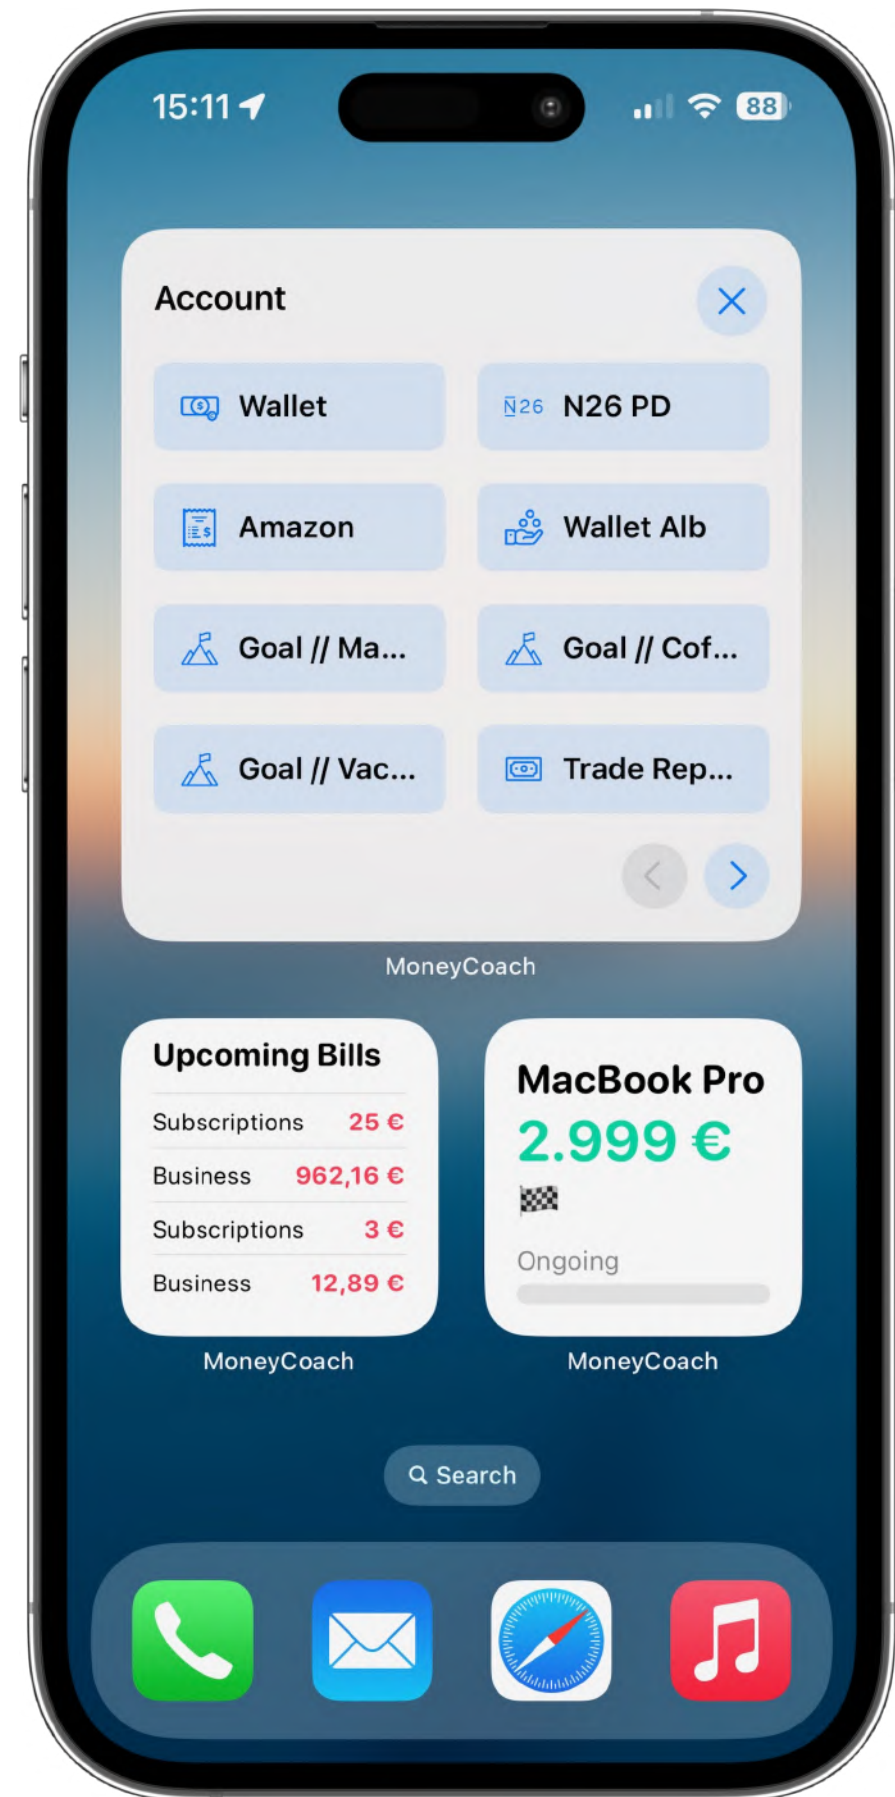 15:11
88
Account
Wallet
N26 N26 PD
Amazon
Wallet Alb
Goal // Ma...
Goal // Cof...
Goal // Vac...
Trade Rep...
MoneyCoach
Upcoming Bills
Subscriptions 25 €
Business 962,16 €
Subscriptions 3 €
Business 12,89 €
MoneyCoach
MacBook Pro
2.999 €
Ongoing
MoneyCoach
Search